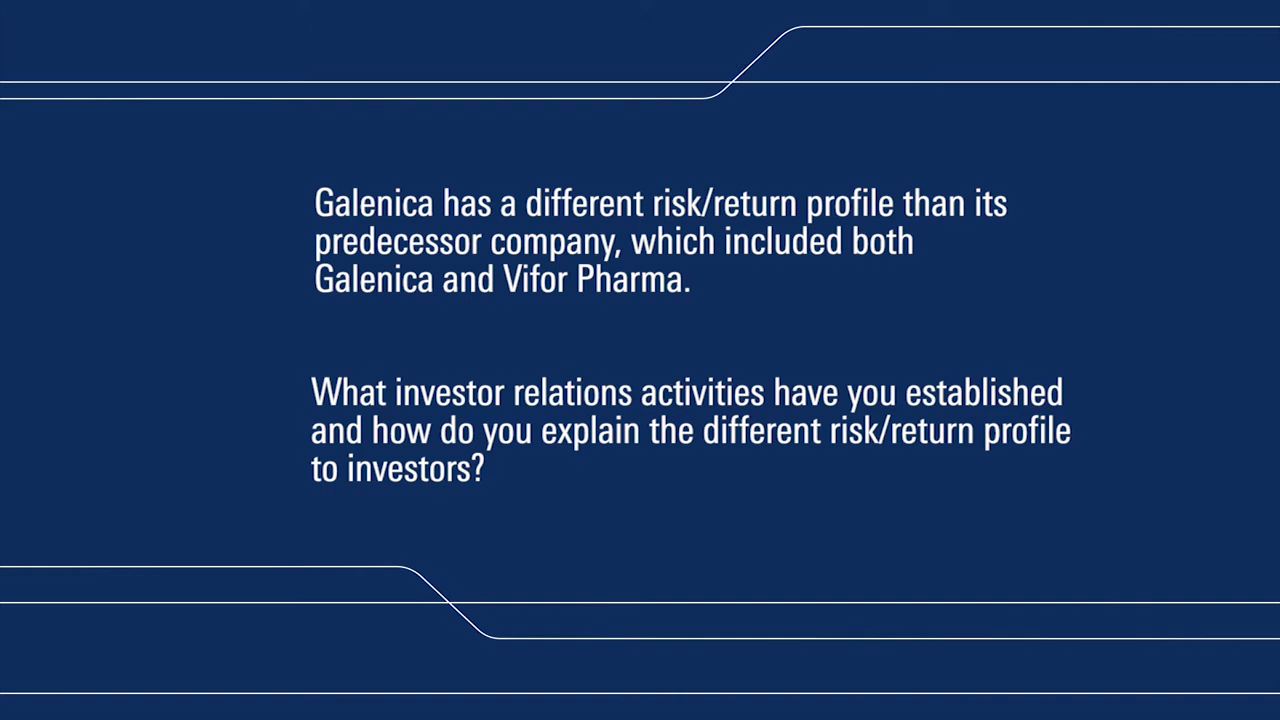 Galenica has a different risk/return profile than its
predecessor company, which included both
Galenica and Vifor Pharma.
What investor relations activities have you established
and how do you explain the different risk/return profile
to investors?